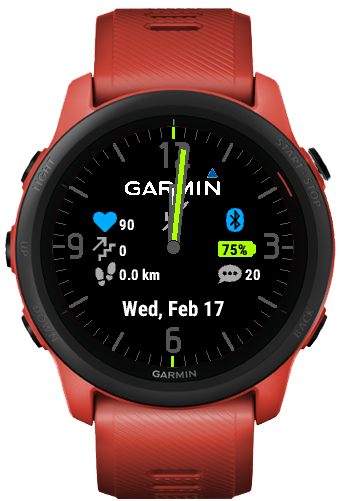 12
LIGHT
START STOP
GARMIN
90
9
0
75%
3
0.0 km
20
Wed, Feb 17
DOWN
BACK
6
GARMIN